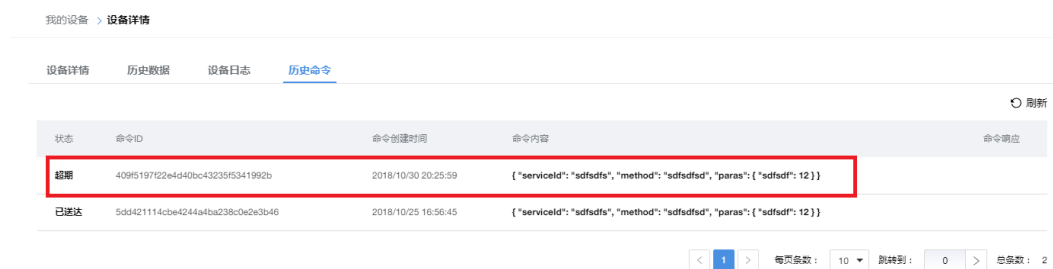 我的设备 > 设备详情
设备详情 历史数据 设备日志 历史命令
刷新
状态 命令ID 命令创建时间 命令内容 命令响应
超期 409f5197f22e4d40bc43235f5341992b 2018/10/30 20:25:59 { "serviceId": "sdfsdfs", "method": "sdfsdfsd", "paras": { "sdfsdf": 12 } }
已送达 5dd421114cbe4244a4ba238c0e2e3b46 2018/10/25 16:56:45 { "serviceId": "sdfsdfs", "method": "sdfsdfsd", "paras": { "sdfsdf": 12 } }
< 1 > 每页条数： 10 跳转到： 0 > 总条数： 2